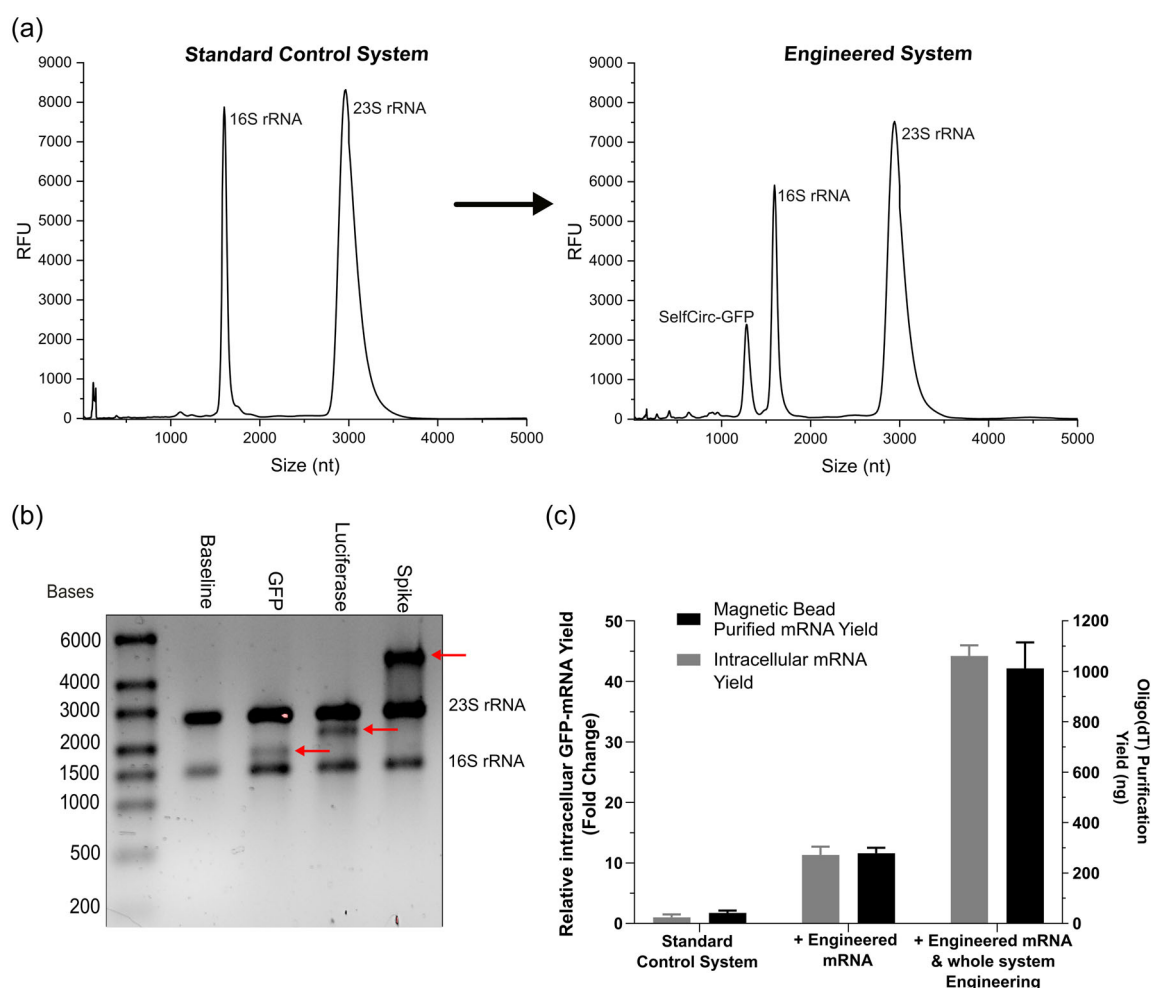 (a)
Standard Control System
9000
8000
7000
6000
5000
4000
3000
2000
1000
0
RFU
16S rRNA
23S rRNA
1000
2000
3000
4000
5000
Size (nt)
Engineered System
9000
8000
7000
6000
5000
4000
3000
2000
1000
0
RFU
SelfCirc-GFP
16S rRNA
23S rRNA
1000
2000
3000
4000
5000
Size (nt)
(b)
Bases
Baseline
GFP
Luciferase
Spike
6000
4000
3000
2000
1500
1000
500
200
23S rRNA
16S rRNA
(c)
Magnetic Bead
Purified mRNA Yield
Intracellular mRNA
Yield
Relative intracelluar GFP-mRNA Yield
(Fold Change)
50
40
30
20
10
0
1200
1000
800
600
400
200
0
Oligo(dT) Purification
Yield (ng)
Standard
Control System
+ Engineered
mRNA
+ Engineered mRNA
& whole system
Engineering